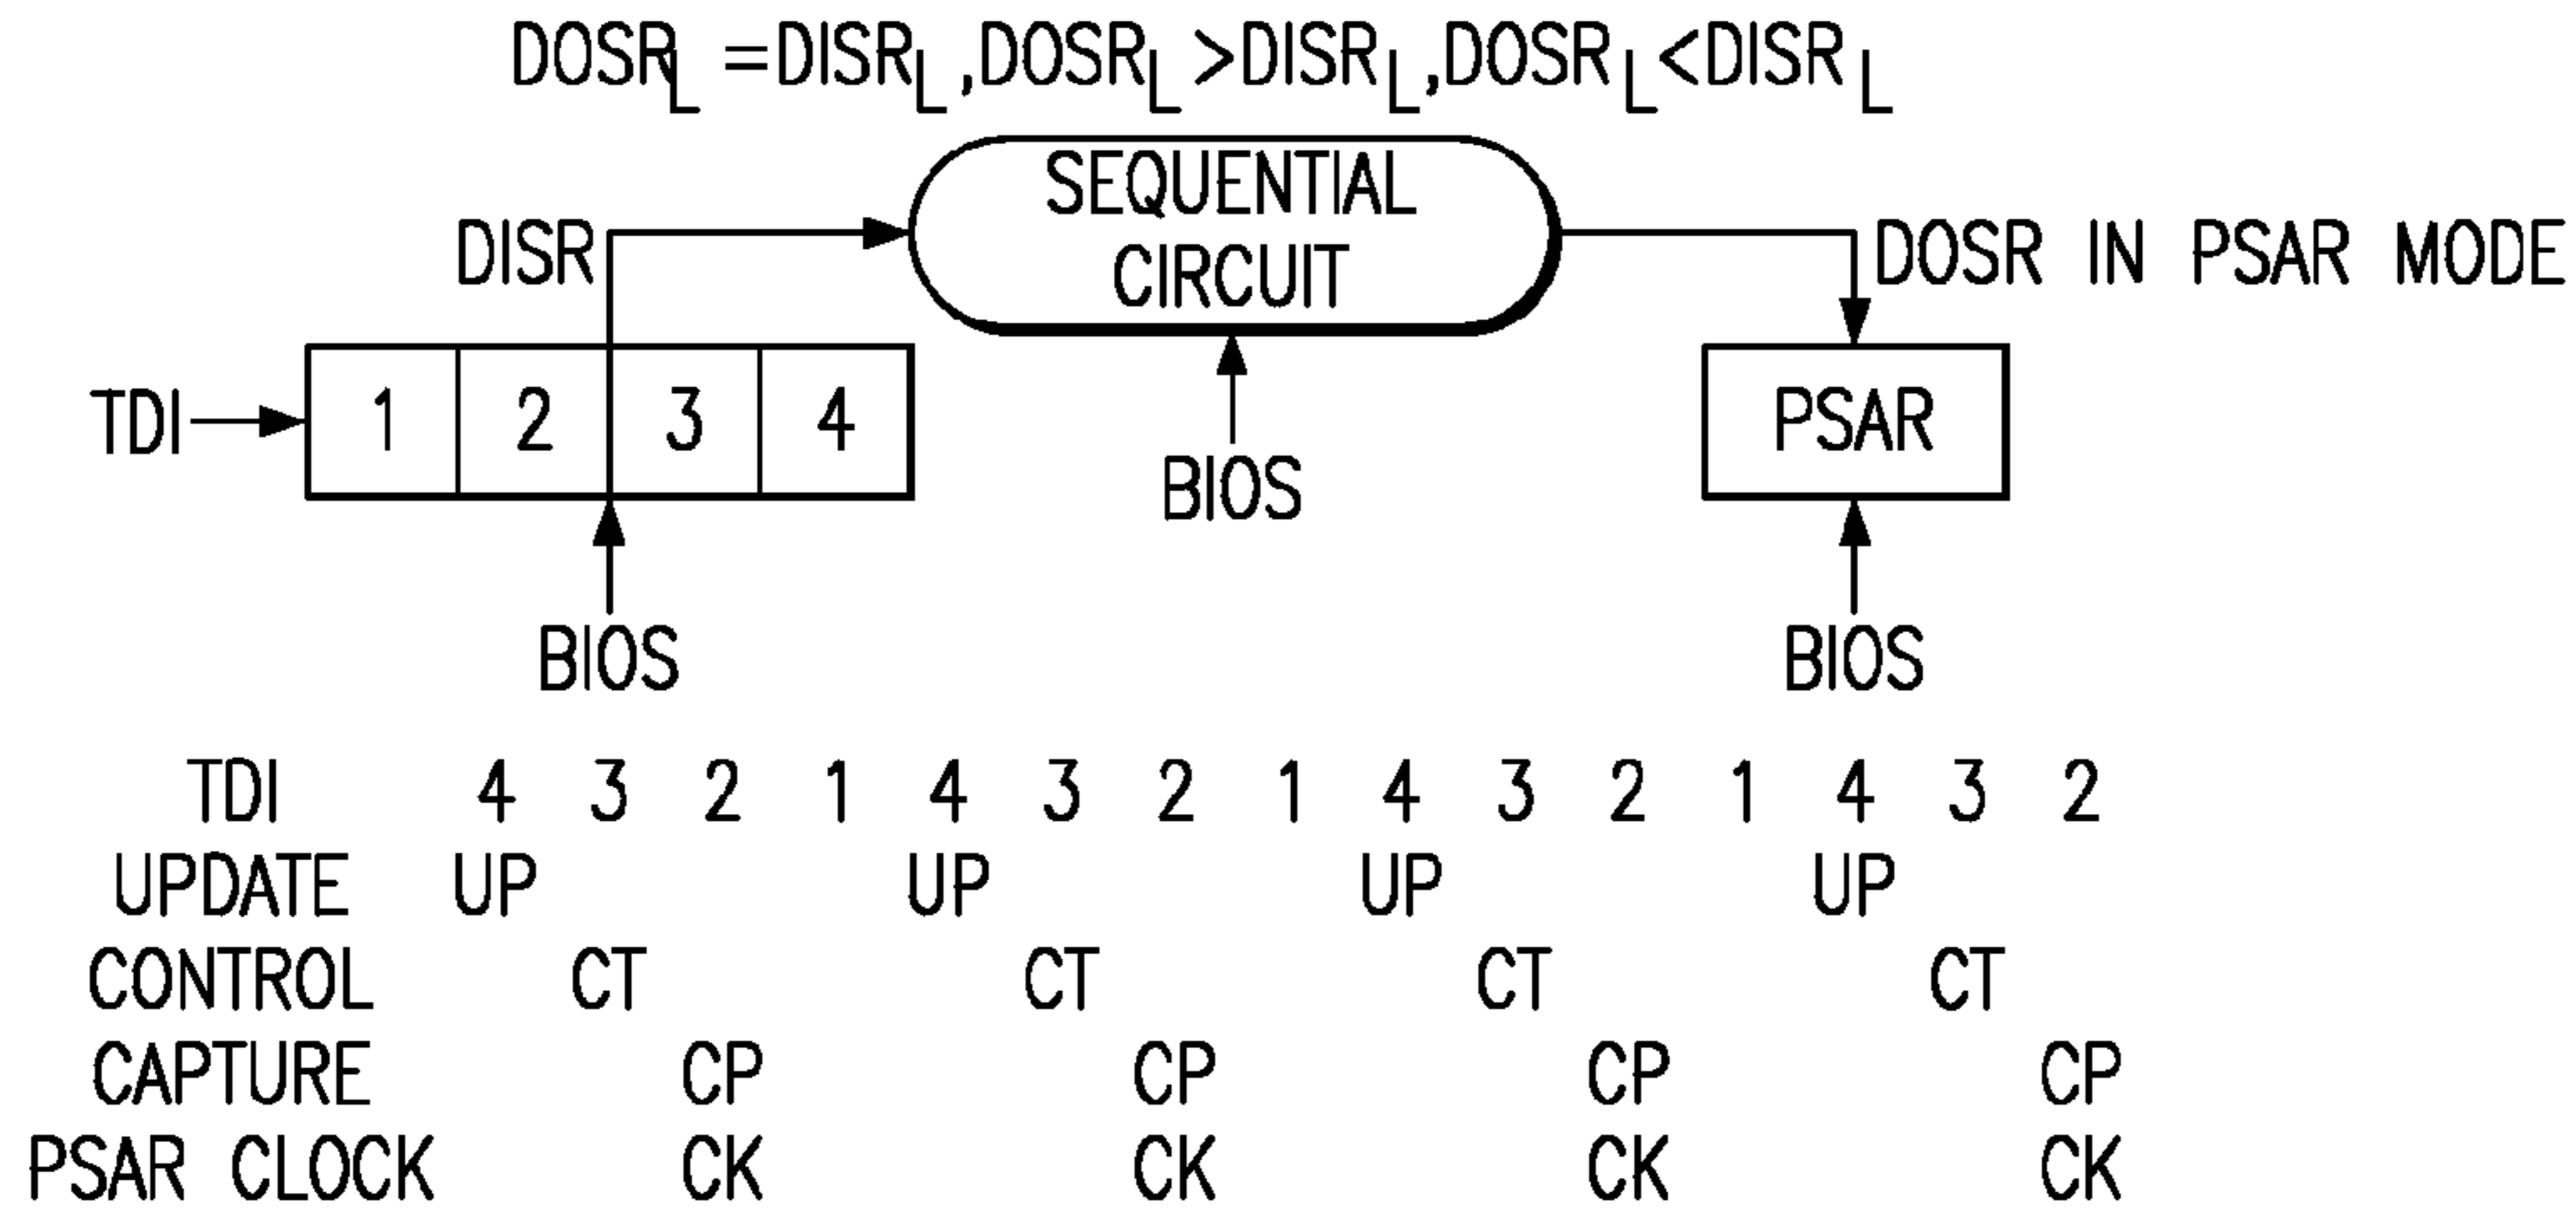 DOSRL =DISRL,DOSRL>DISRL,DOSRL<DISRL
SEQUENTIAL
CIRCUIT
DISR
DOSR IN PSAR MODE
TDI 1 2 3 4
PSAR
BIOS
BIOS
BIOS
TDI 4 3 2 1 4 3 2 1 4 3 2 1 4 3 2
UPDATE UP UP UP UP
CONTROL CT CT CT CT
CAPTURE CP CP CP CP
PSAR CLOCK CK CK CK CK